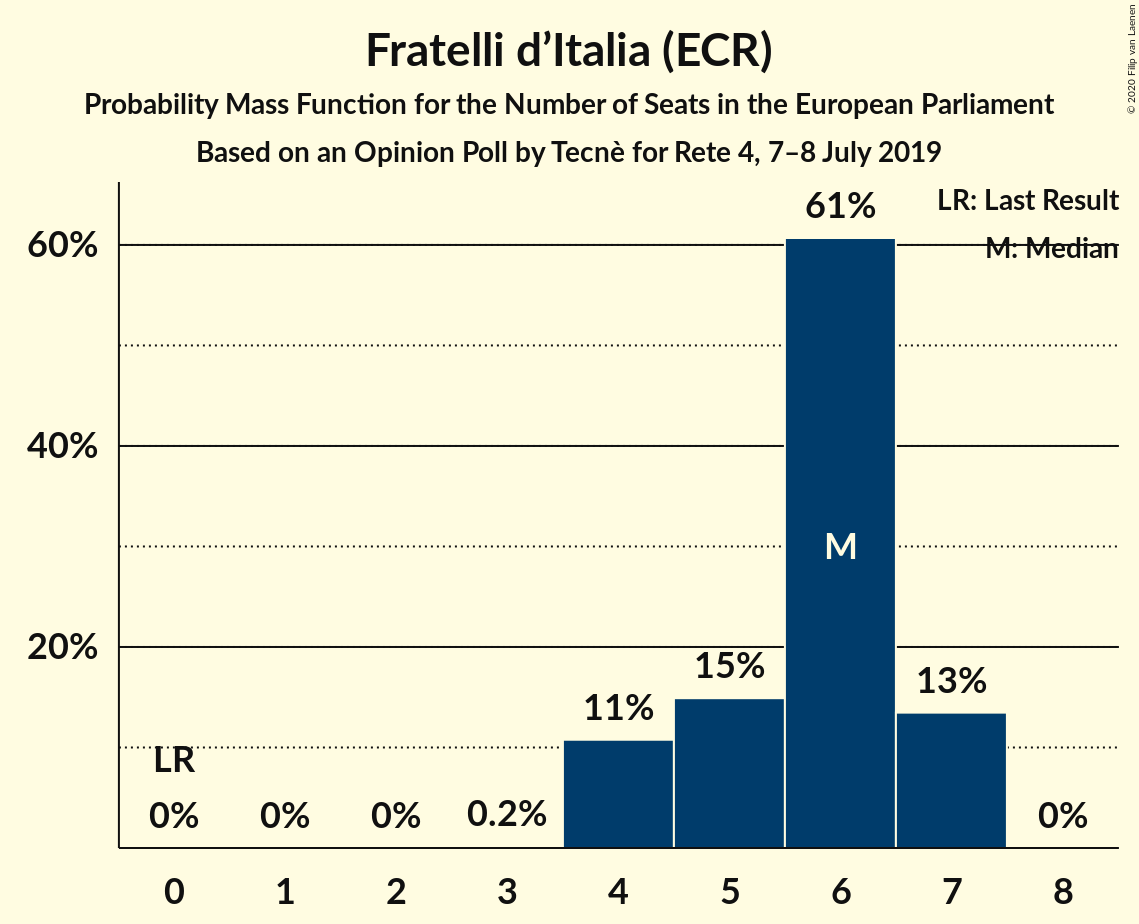 Fratelli d’Italia (ECR)
Probability Mass Function for the Number of Seats in the European Parliament
Based on an Opinion Poll by Tecnè for Rete 4, 7–8 July 2019
© 2020 Filip van Laenen
LR: Last Result
M: Median
61%
60%
40%
M
20%
15%
13%
11%
LR
0%
0%
0%
0.2%
0%
0 1 2 3 4 5 6 7 8